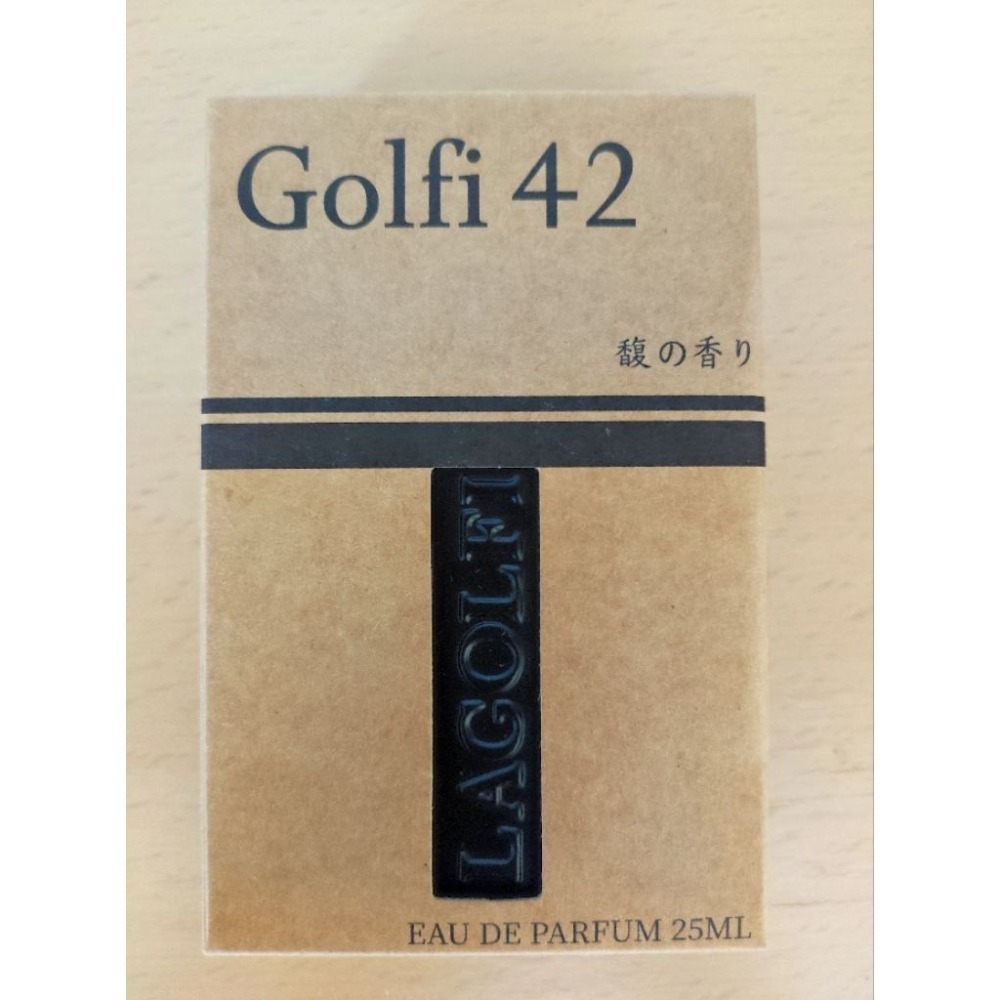 Golfi 42
馥の香り
LAGOLFI
EAU DE PARFUM 25ML